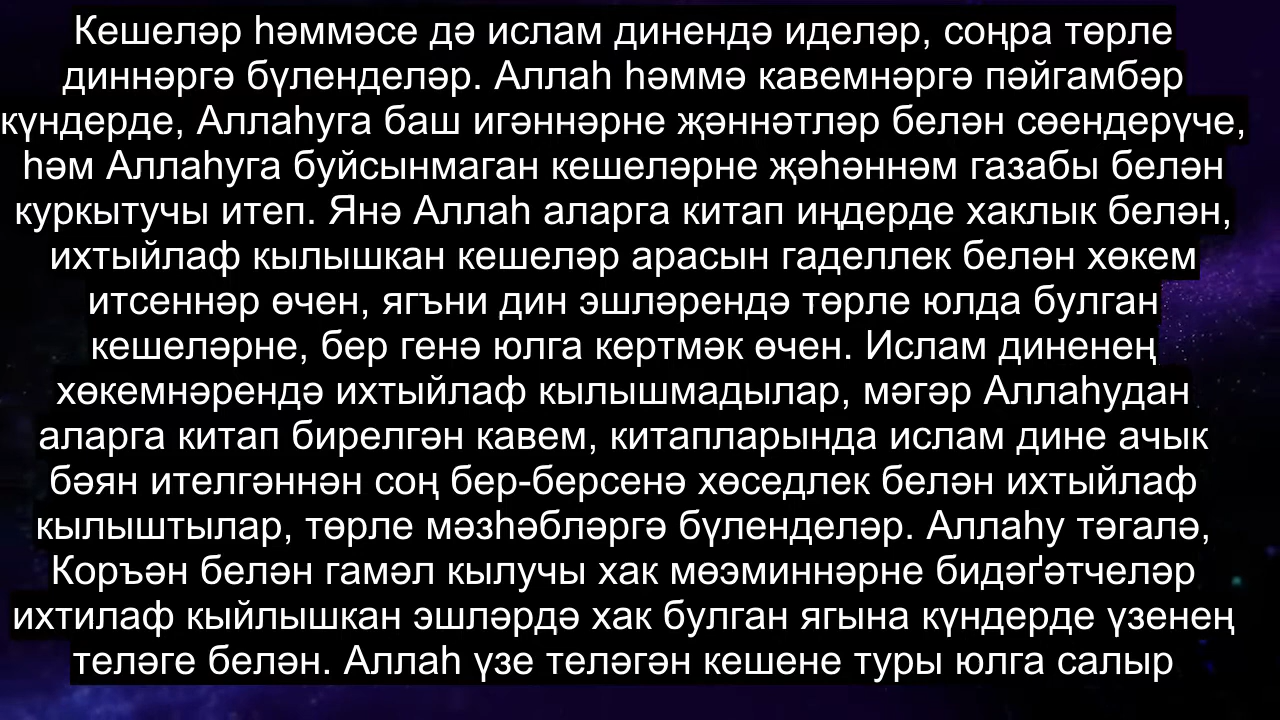 Кешеләр һәммәсе дә ислам динендә иделәр, соңра төрле
диннәргә бүленделәр. Аллаһ һәммә кавемнәргә пәйгамбәр
күндерде, Аллаһуга баш игәннәрне җәннәтләр белән сөендерүче,
һәм Аллаһуга буйсынмаган кешеләрне җәһәннәм газабы белән
куркытучы итеп. Янә Аллаһ аларга китап иңдерде хаклык белән,
ихтыйлаф кылышкан кешеләр арасын гаделлек белән хөкем
итсеннәр өчен, ягъни дин эшләрендә төрле юлда булган
кешеләрне, бер генә юлга кертмәк өчен. Ислам диненең
хөкемнәрендә ихтыйлаф кылышмадылар, мәгәр Аллаһудан
аларга китап бирелгән кавем, китапларында ислам дине ачык
бәян ителгәннән соң бер-берсенә хөседлек белән ихтыйлаф
кылыштылар, төрле мәзһәбләргә бүленделәр. Аллаһу тәгалә,
Коръән белән гамәл кылучы хак мөэминнәрне бидәґәтчеләр
ихтилаф кыйлышкан эшләрдә хак булган ягына күндерде үзенең
теләге белән. Аллаһ үзе теләгән кешене туры юлга салыр